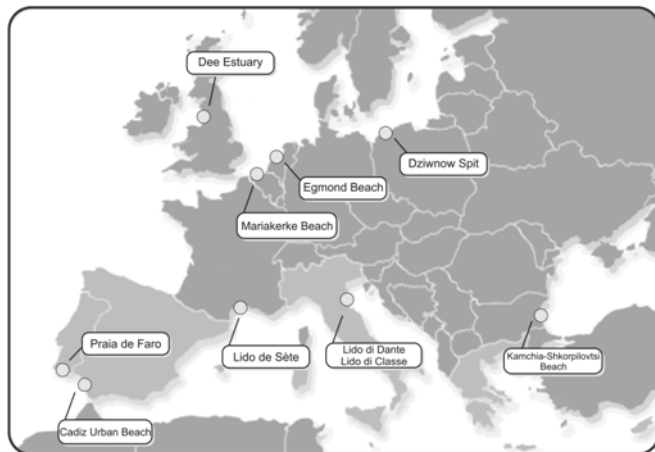 Dee Estuary
Dziwnow Spit
Egmond Beach
Mariakerke Beach
Praia de Faro
Lido de Sète
Lido di Dante
Lido di Classe
Kamchia-Shkorpilovtsi
Beach
Cadiz Urban Beach